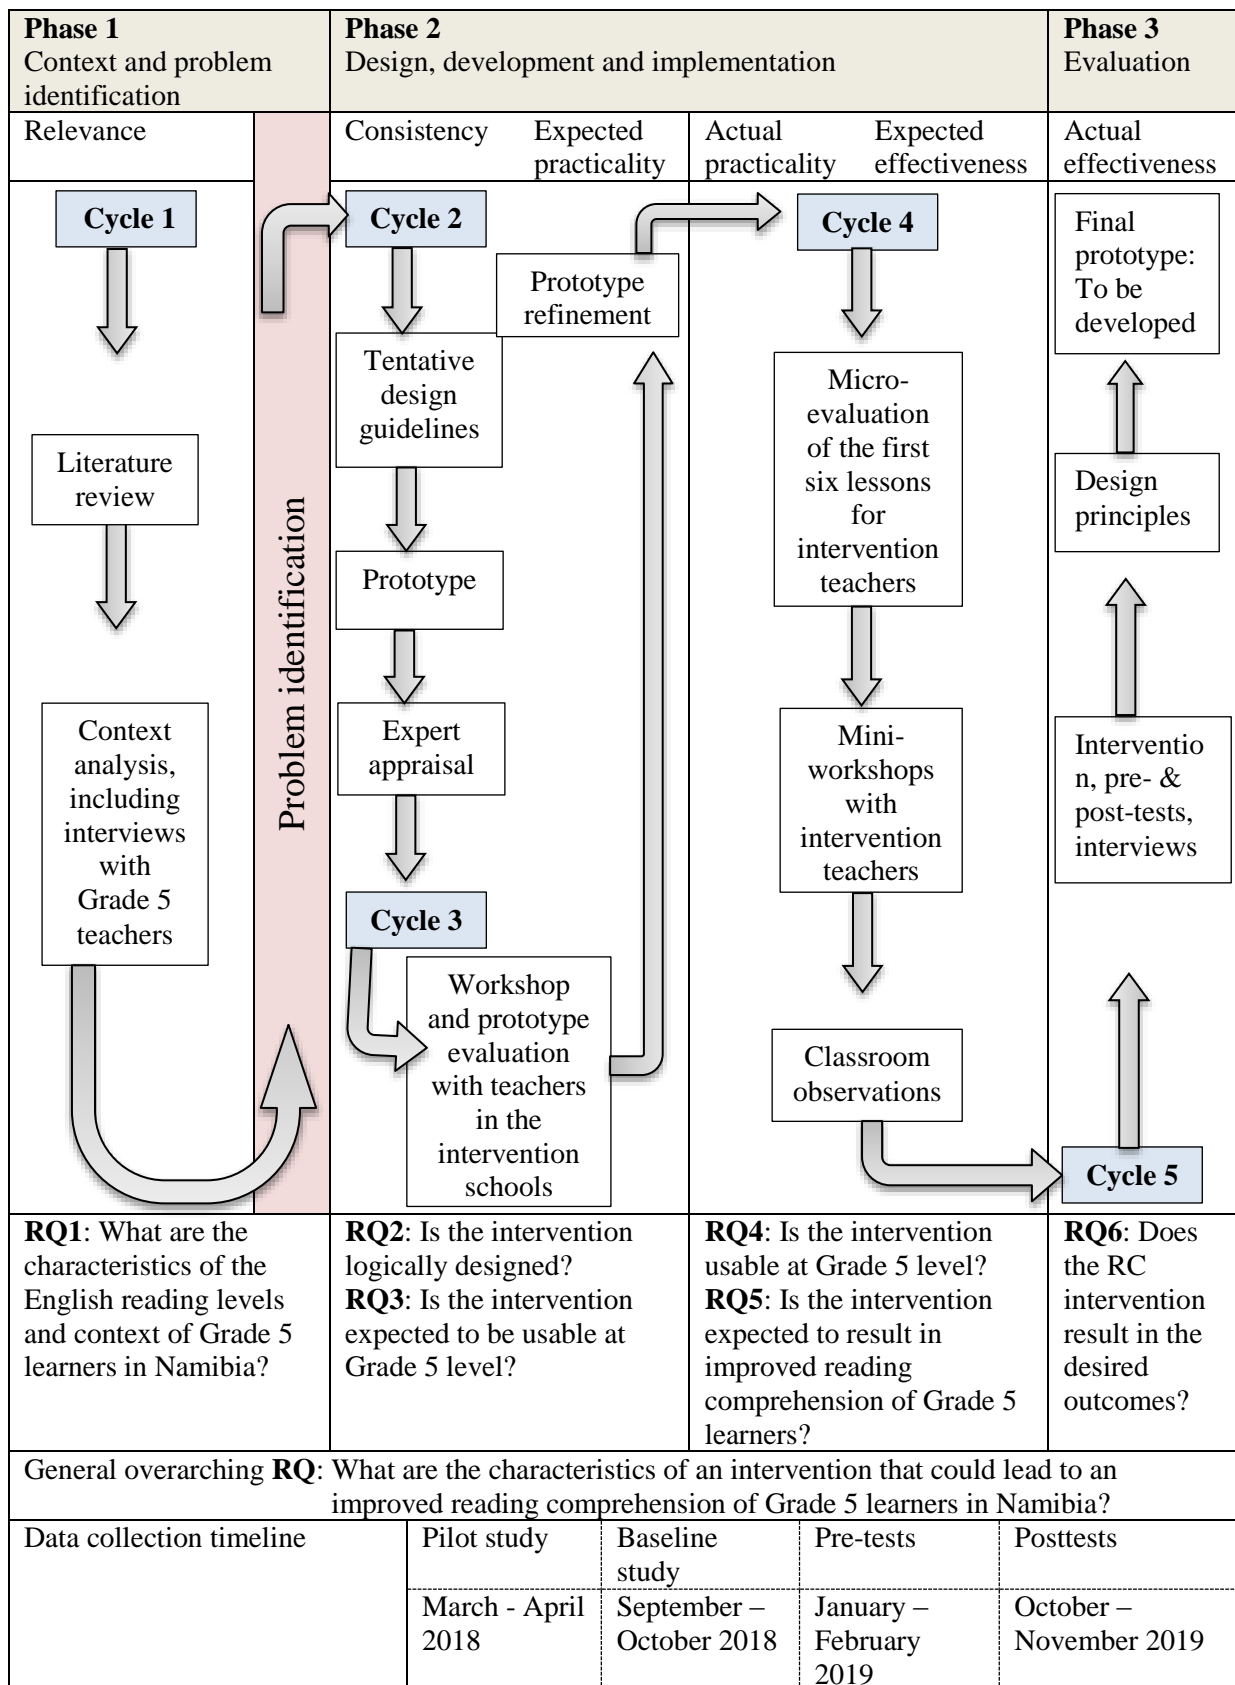 Phase 1
Context and problem
identification
Phase 2
Design, development and implementation
Phase 3
Evaluation
Relevance
Consistency
Expected
practicality
Actual
practicality
Expected
effectiveness
Actual
effectiveness
Cycle 1
Literature
review
Context
analysis,
including
interviews
with
Grade 5
teachers
Problem identification
Cycle 2
Tentative
design
guidelines
Prototype
Expert
appraisal
Cycle 3
Workshop
and prototype
evaluation
with teachers
in the
intervention
schools
Prototype
refinement
Cycle 4
Micro-
evaluation
of the first
six lessons
for
intervention
teachers
Mini-
workshops
with
intervention
teachers
Classroom
observations
Final
prototype:
To be
developed
Design
principles
Interventio
n, pre- &
post-tests,
interviews
Cycle 5
RQ1: What are the
characteristics of the
English reading levels
and context of Grade 5
learners in Namibia?
RQ2: Is the intervention
logically designed?
RQ3: Is the intervention
expected to be usable at
Grade 5 level?
RQ4: Is the intervention
usable at Grade 5 level?
RQ5: Is the intervention
expected to result in
improved reading
comprehension of Grade 5
learners?
RQ6: Does
the RC
intervention
result in the
desired
outcomes?
General overarching RQ: What are the characteristics of an intervention that could lead to an
improved reading comprehension of Grade 5 learners in Namibia?
Data collection timeline
Pilot study
Baseline
study
Pre-tests
Posttests
March - April
2018
September –
October 2018
January –
February
2019
October –
November 2019